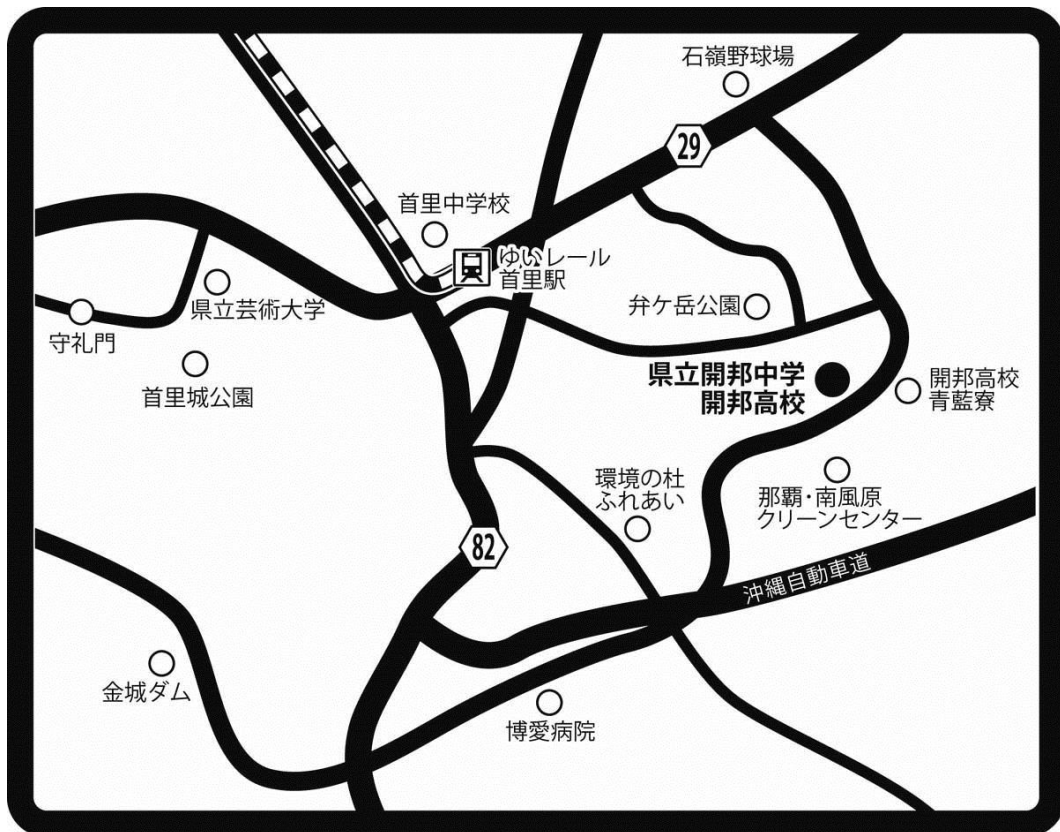 石嶺野球場
29
首里中学校
ゆいレール
首里駅
県立芸術大学
弁ケ岳公園
守礼門
首里城公園
県立開邦中学
開邦高校
開邦高校
青藍寮
環境の杜
ふれあい
那覇・南風原
クリーンセンター
82
沖縄自動車道
金城ダム
博愛病院